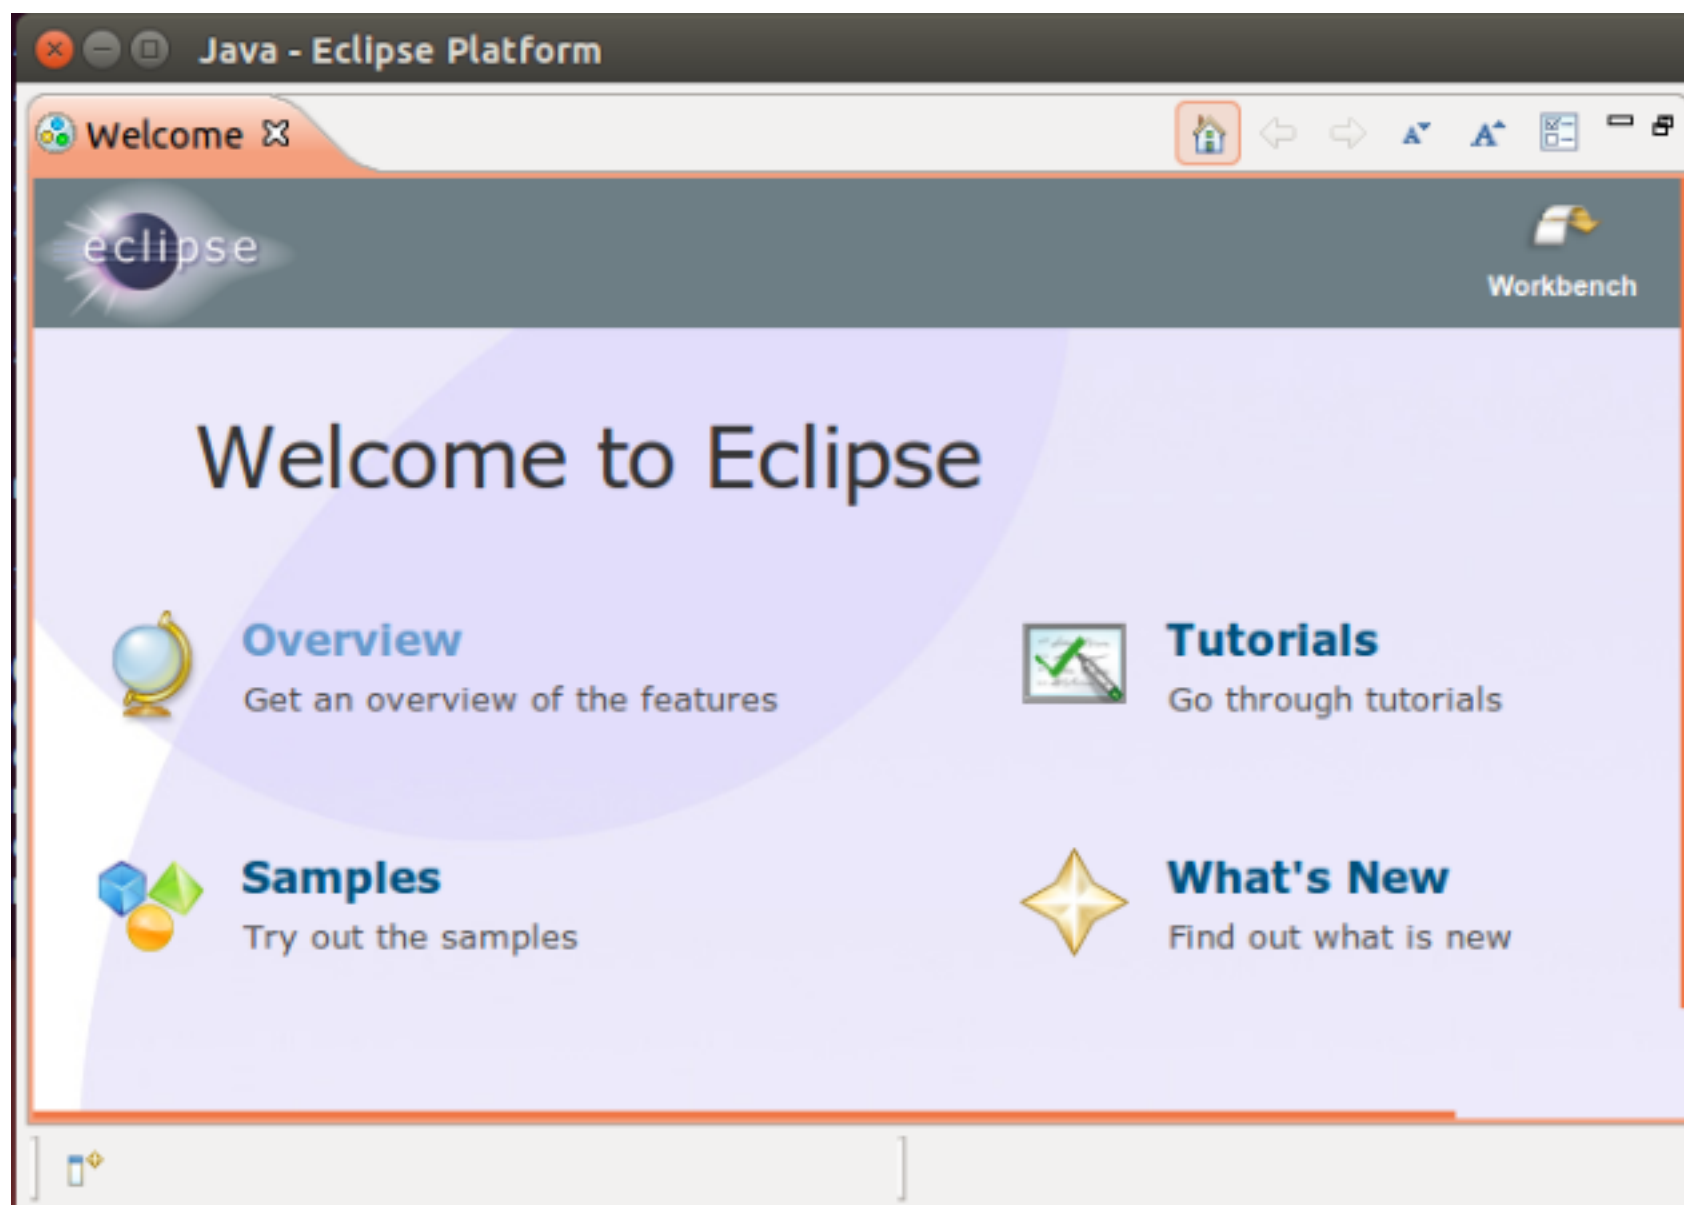 Java - Eclipse Platform
Welcome
eclipse
Workbench
Welcome to Eclipse
Overview
Get an overview of the features
Tutorials
Go through tutorials
Samples
Try out the samples
What's New
Find out what is new